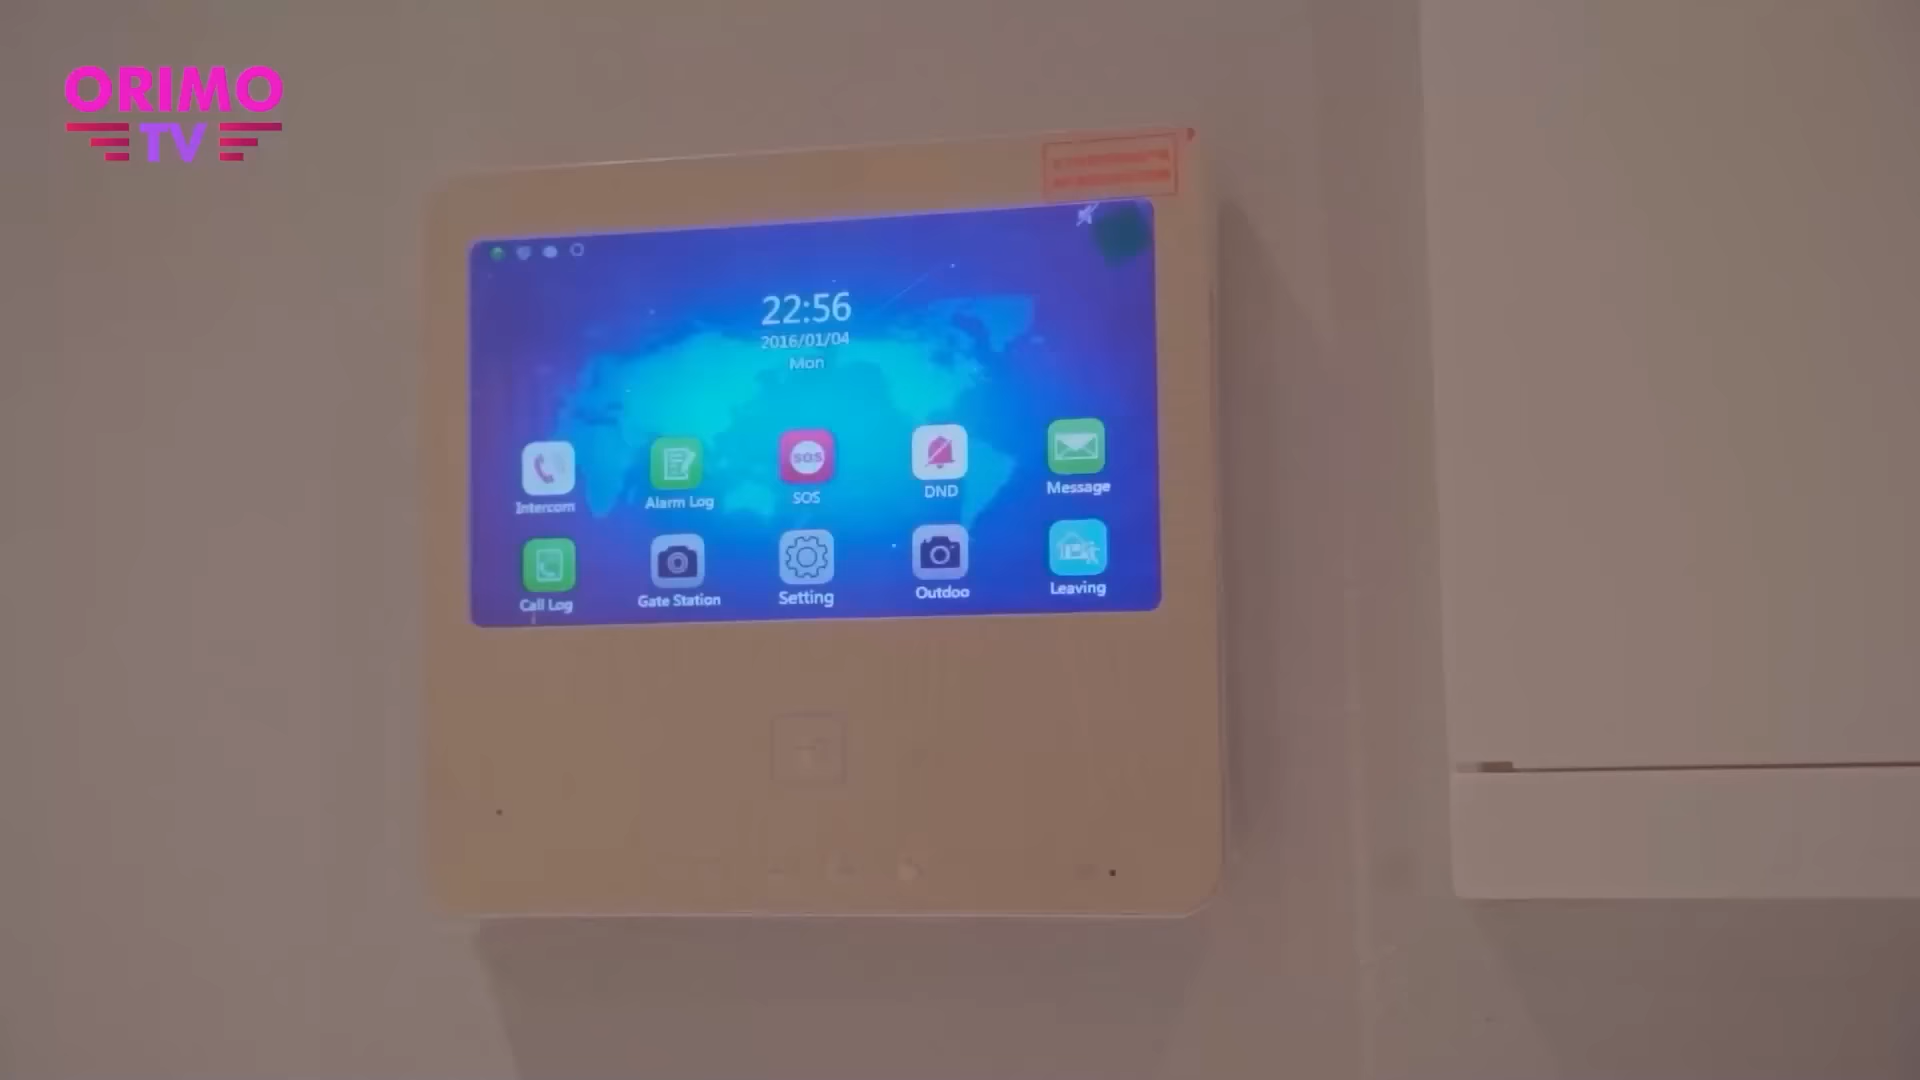 ORIMO
TV
22:56
2016/01/04
Mon
Intercom
Alarm Log
SOS
SOS
DND
Message
Call Log
Gate Station
Setting
Outdoo
Leaving